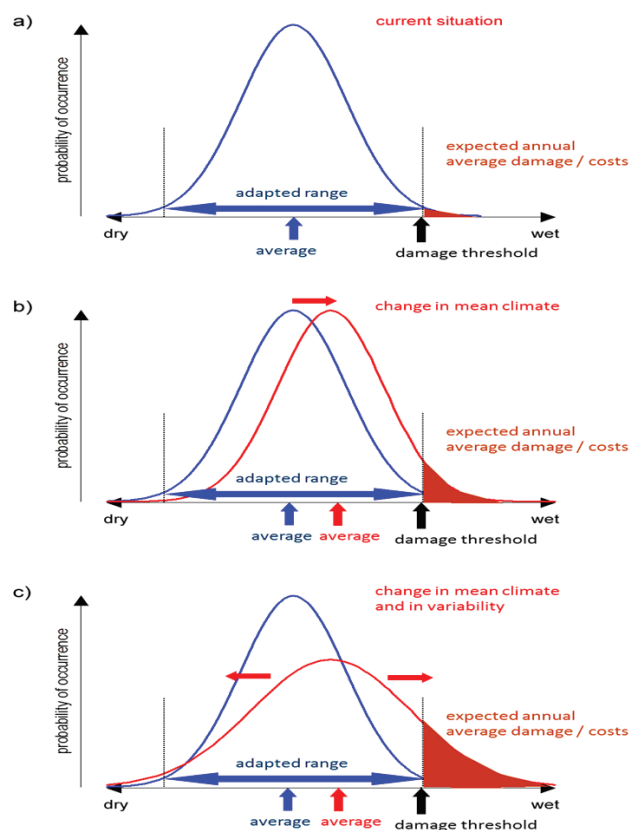 a)
current situation
probability of occurrence
expected annual
average damage / costs
adapted range
dry
wet
average
damage threshold
b)
change in mean climate
probability of occurrence
expected annual
average damage / costs
adapted range
dry
wet
average
average
damage threshold
c)
change in mean climate
and in variability
probability of occurrence
expected annual
average damage / costs
adapted range
dry
wet
average
average
damage threshold